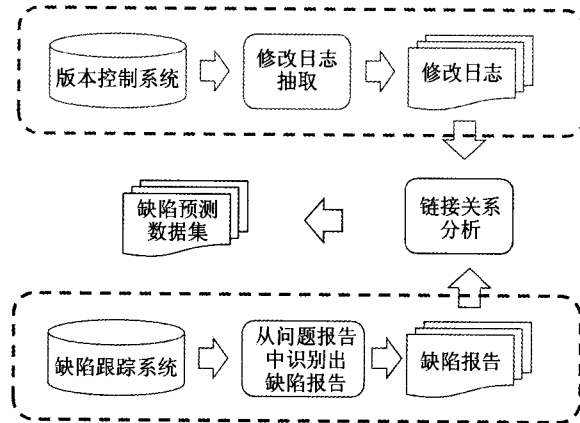 版本控制系统
修改日志
抽取
修改日志
缺陷预测
数据集
链接关系
分析
缺陷跟踪系统
从问题报告
中识别出
缺陷报告
缺陷报告